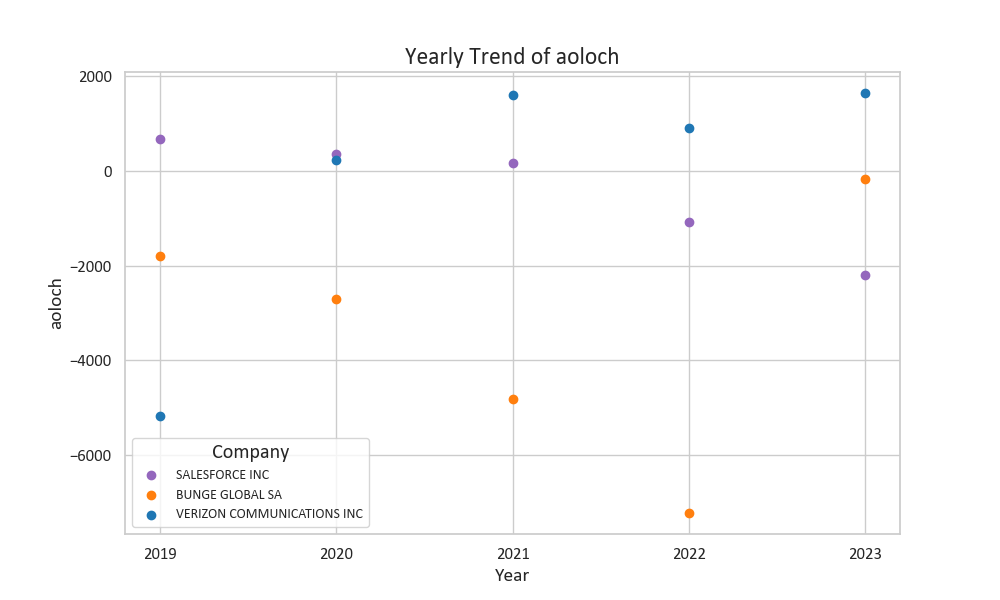 Yearly Trend of aoloch
2000
0
−2000
−4000
−6000
aoloch
Company
SALESFORCE INC
BUNGE GLOBAL SA
VERIZON COMMUNICATIONS INC
2019
2020
2021
2022
2023
Year